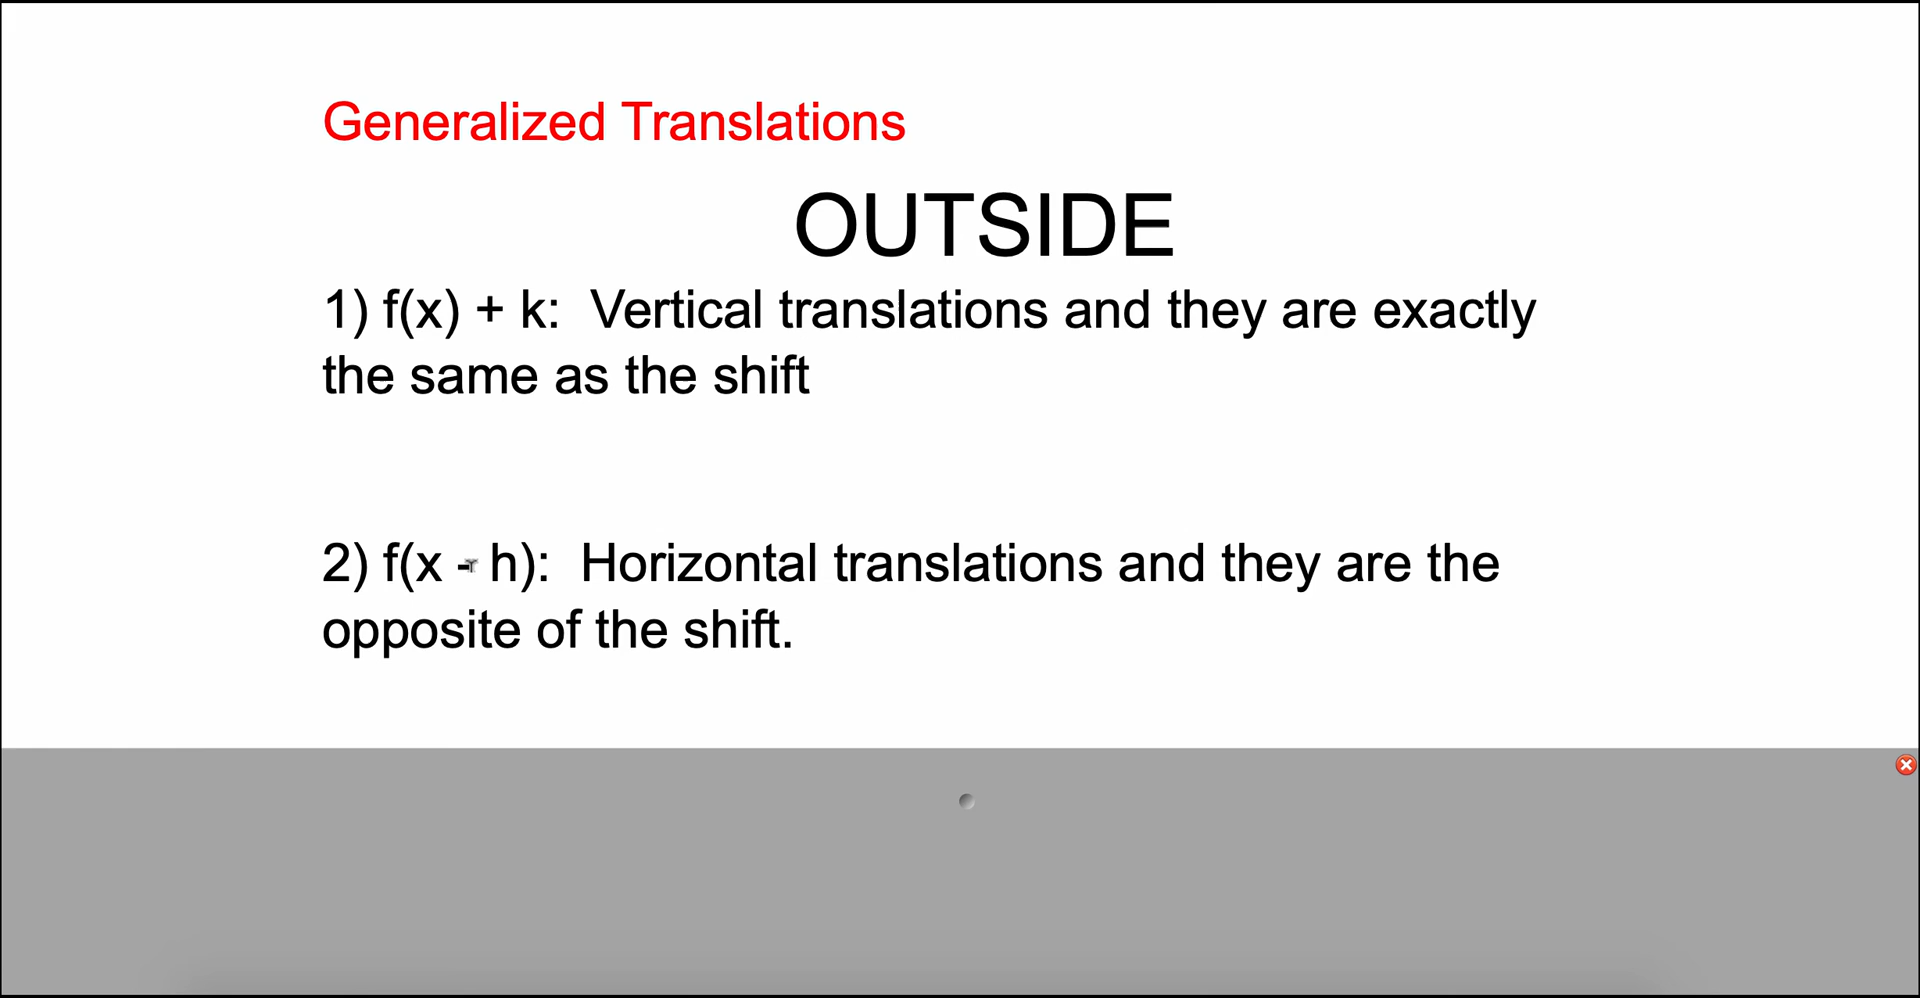 Generalized Translations
OUTSIDE
1) f(x) + k:  Vertical translations and they are exactly
the same as the shift
2) f(x - h):  Horizontal translations and they are the
opposite of the shift.